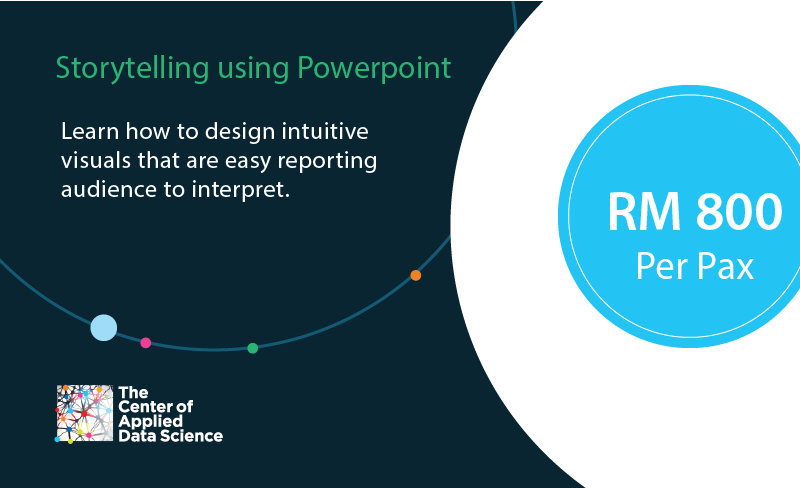 Storytelling using Powerpoint
Learn how to design intuitive
visuals that are easy reporting
audience to interpret.
RM 800
Per Pax
The
Center of
Applied
Data Science